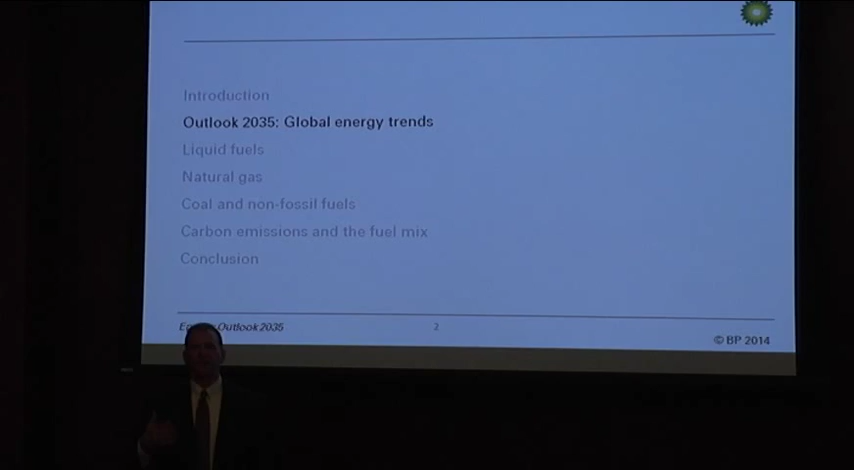 Introduction
Outlook 2035: Global energy trends
Liquid fuels
Natural gas
Coal and non-fossil fuels
Carbon emissions and the fuel mix
Conclusion
Outlook 2035
2
© BP 2014